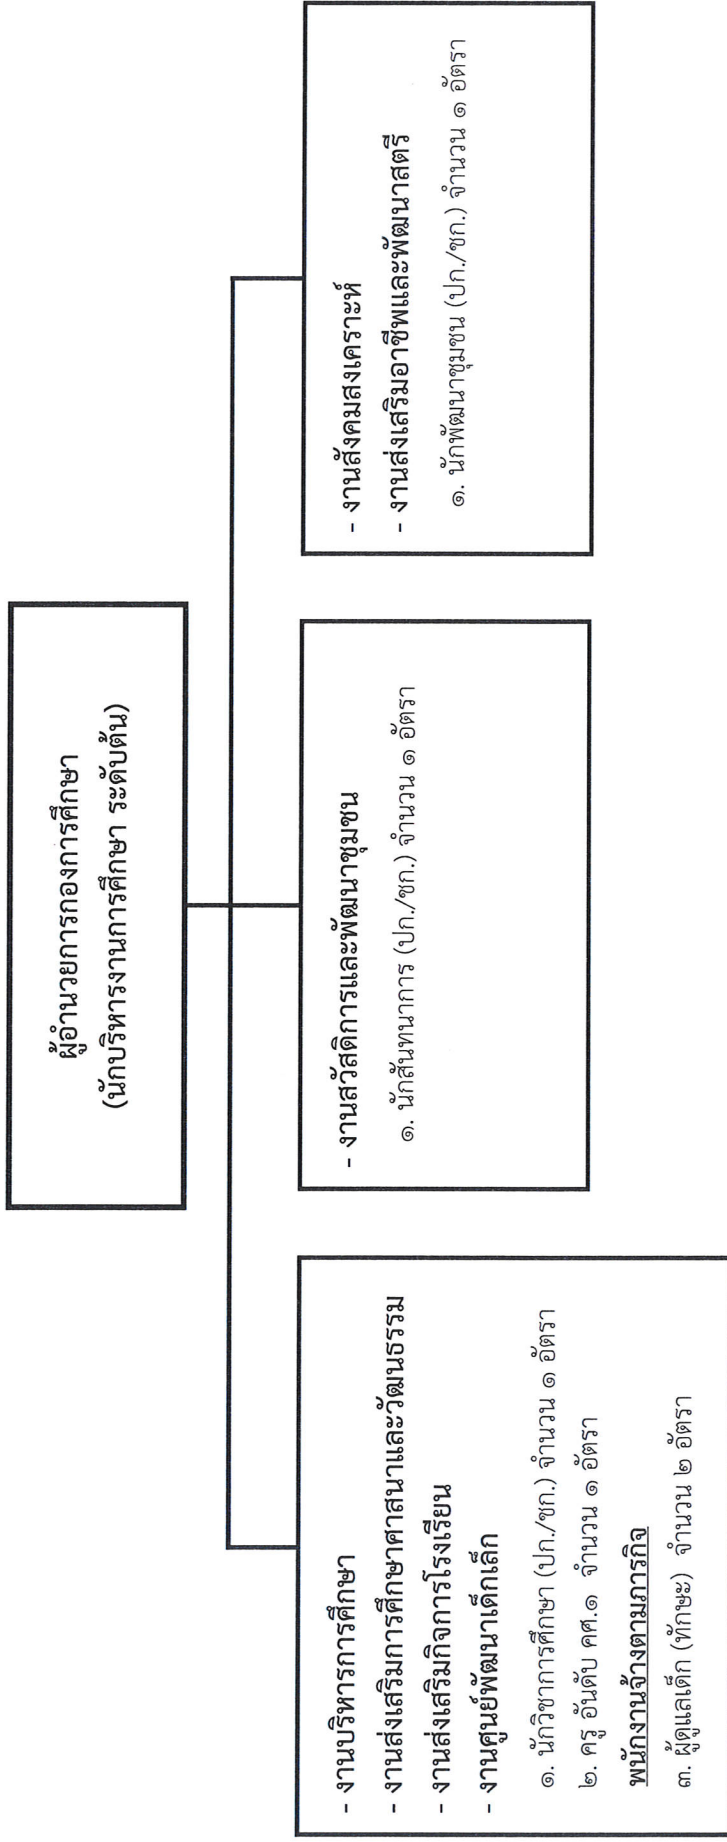 ผู้อำนวยการกองการศึกษา
(นักบริหารงานการศึกษา ระดับต้น)
- งานบริหารการศึกษา
- งานส่งเสริมการศึกษาศาสนาและวัฒนธรรม
- งานส่งเสริมกิจการโรงเรียน
- งานศูนย์พัฒนาเด็กเล็ก
๑. นักวิชาการศึกษา (ปก./ชก.) จำนวน ๑ อัตรา
๒. ครู อันดับ คศ.๑ จำนวน ๑ อัตรา
พนักงานจ้างตามภารกิจ
๓. ผู้ดูแลเด็ก (ทักษะ) จำนวน ๒ อัตรา
- งานสวัสดิการและพัฒนาชุมชน
๑. นักสันทนาการ (ปก./ชก.) จำนวน ๑ อัตรา
- งานสังคมสงเคราะห์
- งานส่งเสริมอาชีพและพัฒนาสตรี
๑. นักพัฒนาชุมชน (ปก./ชก.) จำนวน ๑ อัตรา